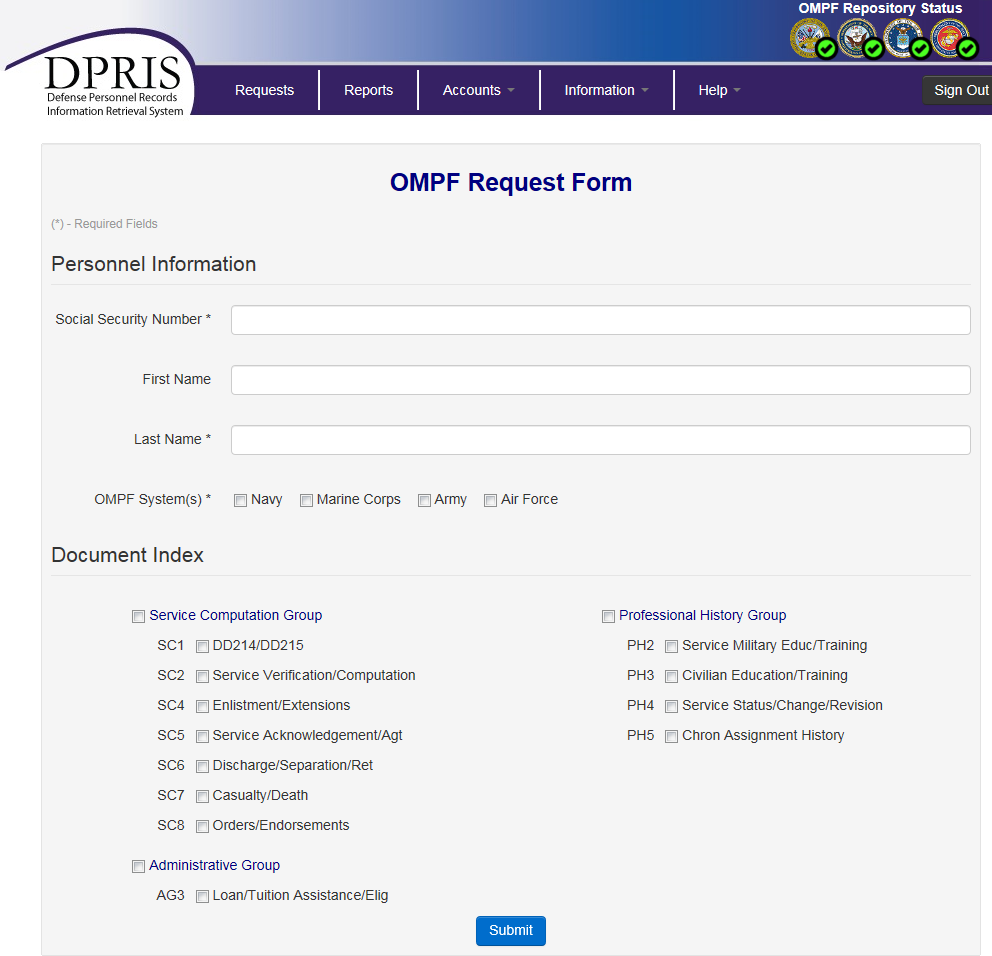 OMPF Repository Status
DPRIS
Defense Personnel Records
Information Retrieval System
Requests Reports Accounts Information Help Sign Out
OMPF Request Form
(*) - Required Fields
Personnel Information
Social Security Number *
First Name
Last Name *
OMPF System(s) * Navy Marine Corps Army Air Force
Document Index
Service Computation Group
SC1 DD214/DD215
SC2 Service Verification/Computation
SC4 Enlistment/Extensions
SC5 Service Acknowledgement/Agt
SC6 Discharge/Separation/Ret
SC7 Casualty/Death
SC8 Orders/Endorsements
Administrative Group
AG3 Loan/Tuition Assistance/Elig
Professional History Group
PH2 Service Military Educ/Training
PH3 Civilian Education/Training
PH4 Service Status/Change/Revision
PH5 Chron Assignment History
Submit